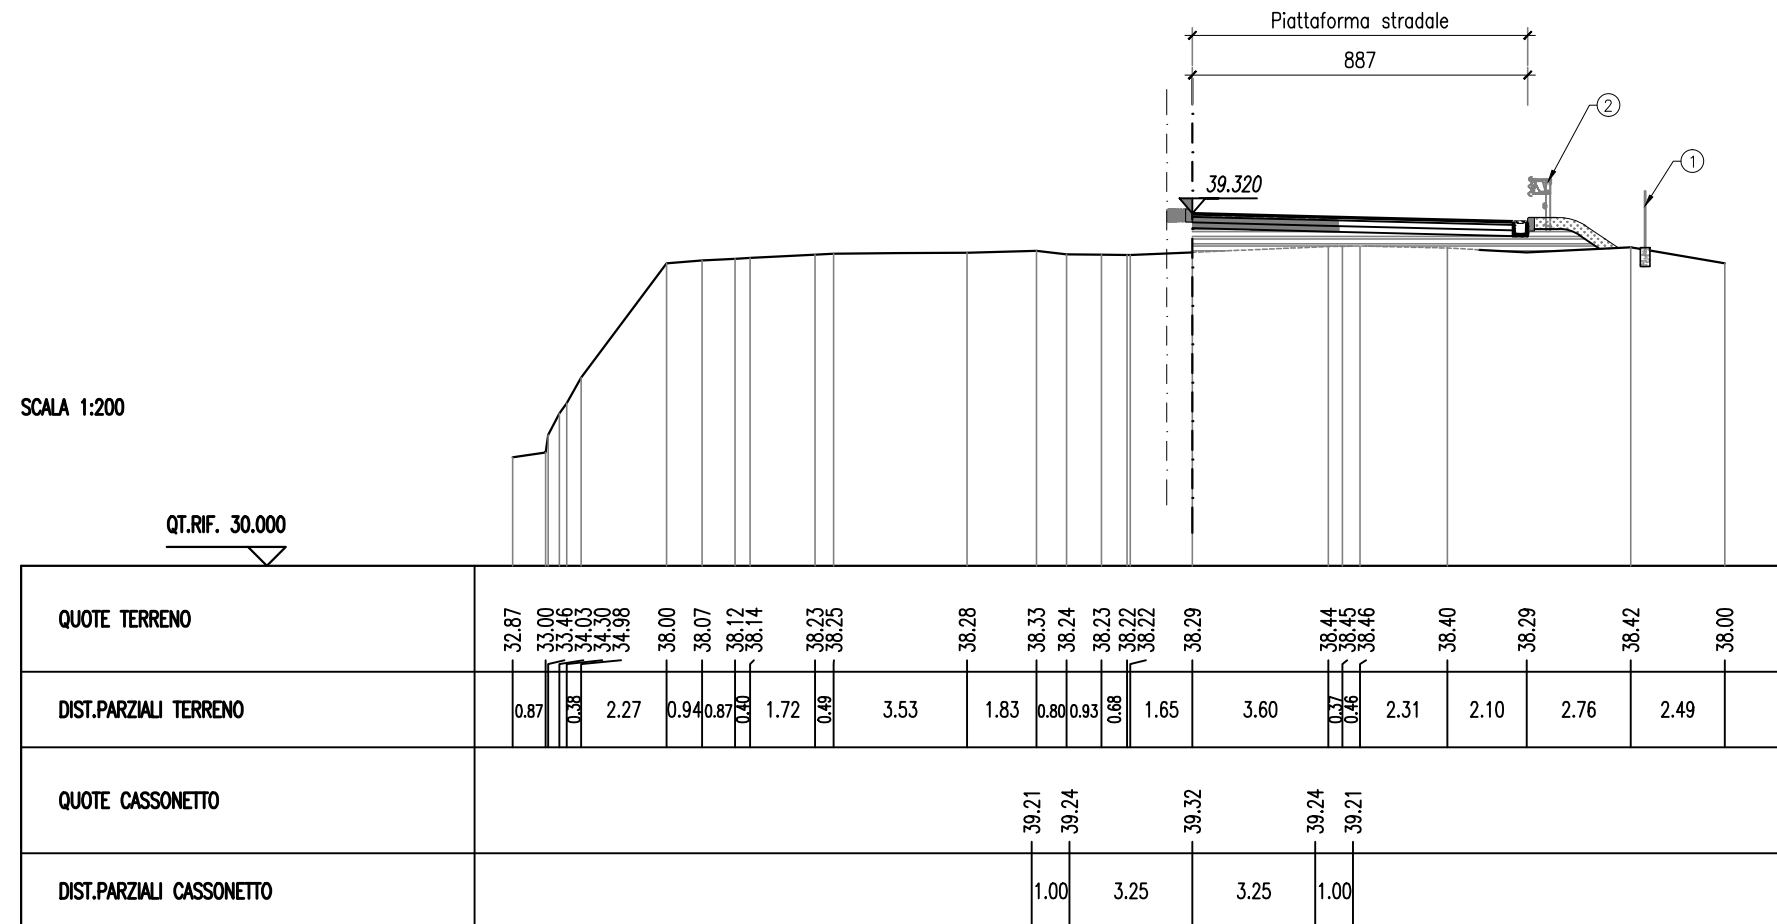 Piattaforma stradale
887
2
1
39.320
SCALA 1:200
QT.RIF. 30.000
QUOTE TERRENO 32.87 33.00 33.46 34.03 34.30 34.98 38.00 38.07 38.12 38.14 38.23 38.25 38.28 38.33 38.24 38.23 38.22 38.22 38.29 38.44 38.45 38.46 38.40 38.29 38.42 38.00
DIST.PARZIALI TERRENO 0.87 0.38 2.27 0.94 0.87 0.40 1.72 0.49 3.53 1.83 0.80 0.93 0.68 1.65 3.60 0.37 0.46 2.31 2.10 2.76 2.49
QUOTE CASSONETTO 39.21 39.24 39.32 39.24 39.21
DIST.PARZIALI CASSONETTO 1.00 3.25 3.25 1.00